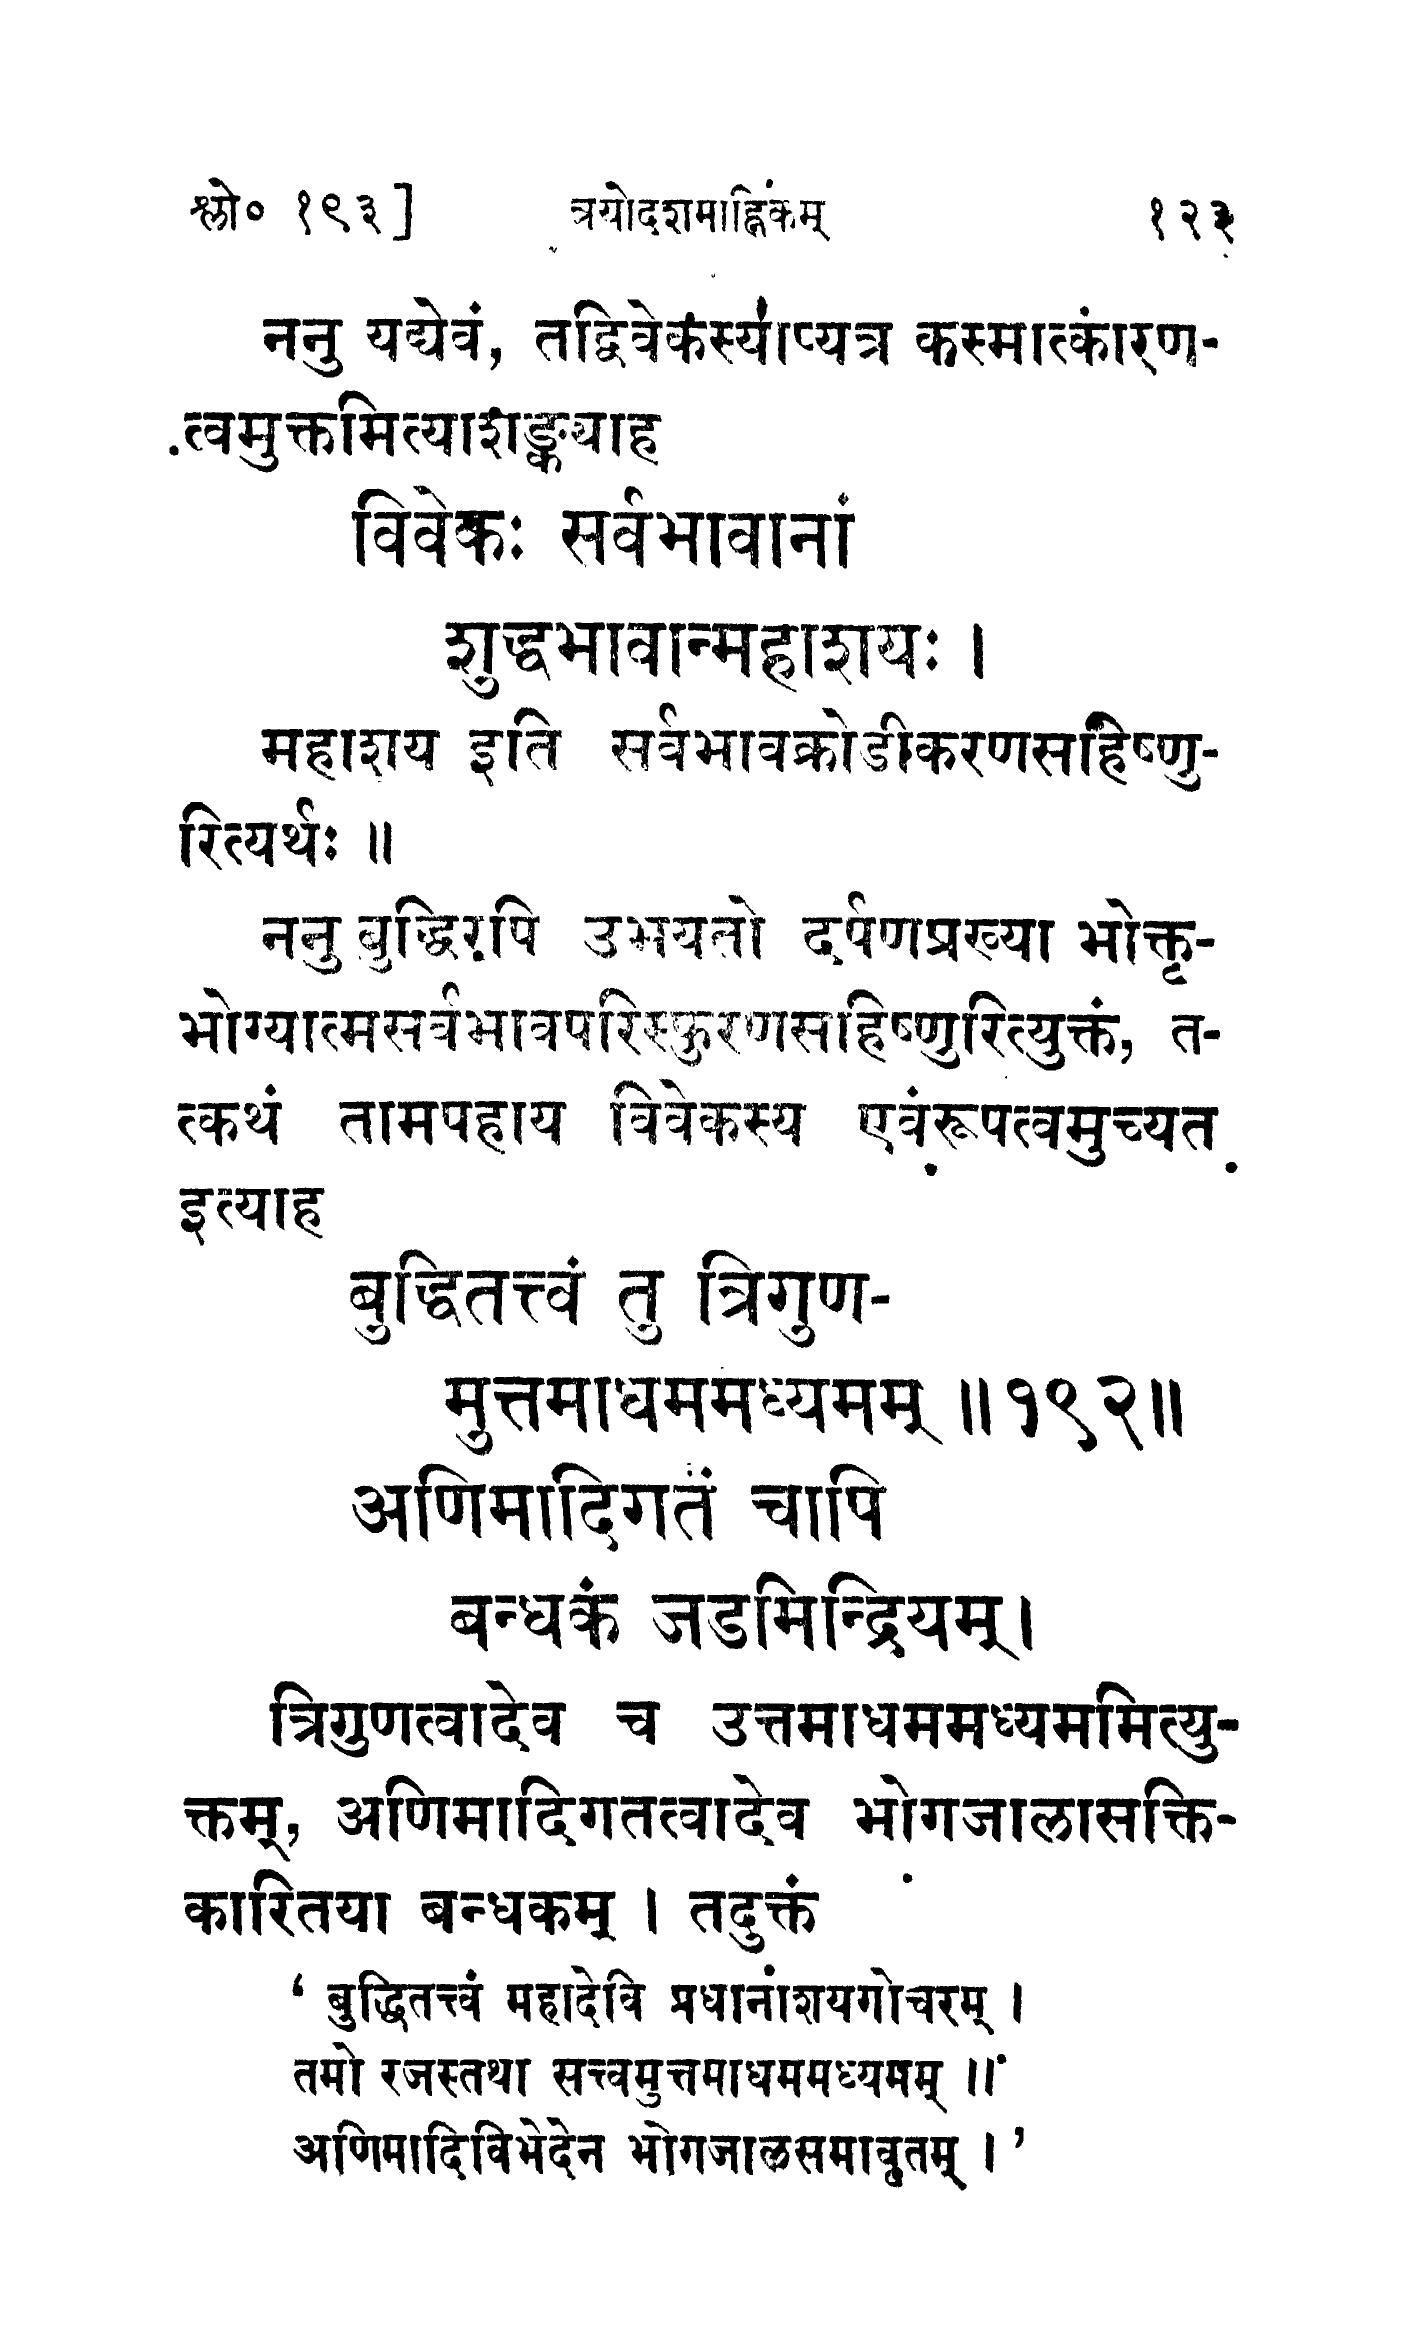 श्लो० १९३] त्रयोदशमाह्निकम् १२३
ननु यद्येवं, तद्विवेकस्याप्यत्र कस्मात्कारण-
त्वमुक्तमित्याशङ्क्याह
विवेकः सर्वभावानां
शुद्धभावान्महाशयः ।
महाशय इति सर्वभावक्रोडीकरणसहिष्णु-
रित्यर्थः ॥
ननु बुद्धिरपि उभयतो दर्पणप्रख्या भोक्तृ-
भोग्यात्मसर्वभावपरिस्फुरणसहिष्णुरित्युक्तं, त-
त्कथं तामपहाय विवेकस्य एवंरूपत्वमुच्यत
इत्याह
बुद्धितत्त्वं तु त्रिगुण-
मुत्तमाधममध्यमम् ॥१९२॥
अणिमादिगतं चापि
बन्धकं जडमिन्द्रियम् ।
त्रिगुणत्वादेव च उत्तमाधममध्यममित्यु-
क्तम्, अणिमादिगतत्वादेव भोगजालासक्ति-
कारितया बन्धकम् । तदुक्तं
‘ बुद्धितत्त्वं महादेवि प्रधानांशयगोचरम् ।
तमो रजस्तथा सत्त्वमुत्तमाधममध्यमम् ॥
अणिमादिविभेदेन भोगजालसमावृतम् । ’